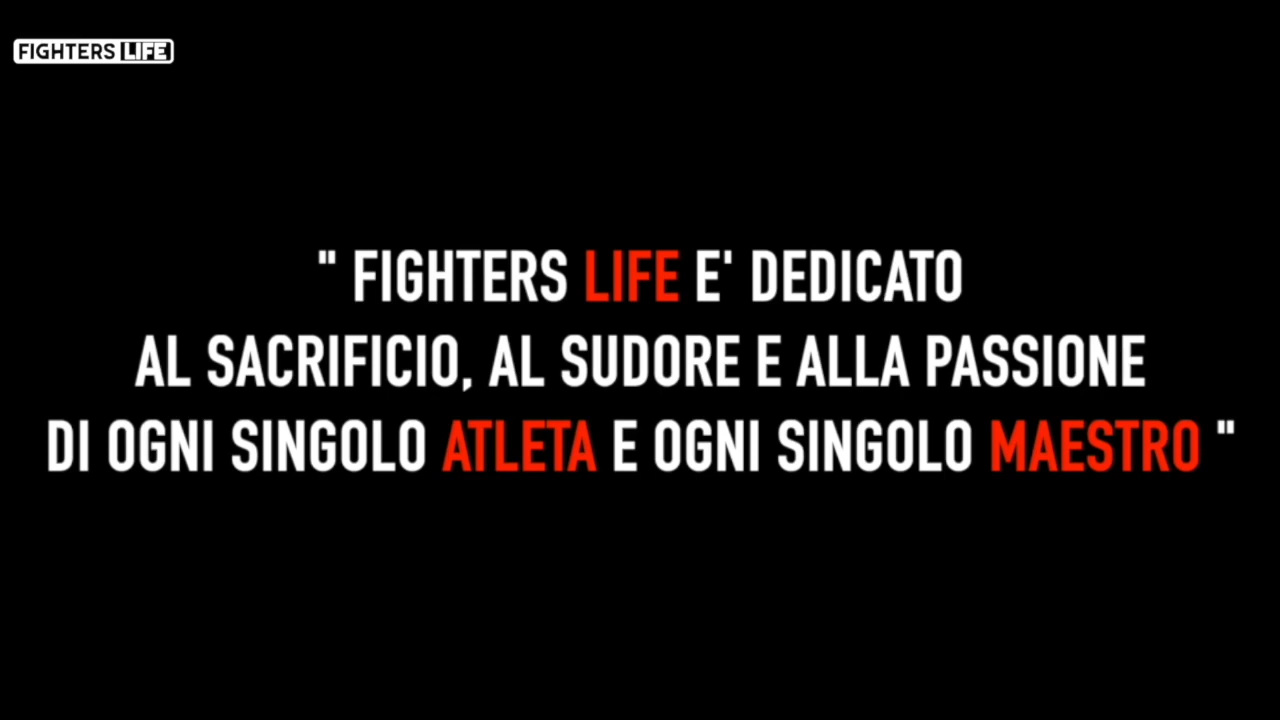 FIGHTERS LIFE
" FIGHTERS LIFE E' DEDICATO
AL SACRIFICIO, AL SUDORE E ALLA PASSIONE
DI OGNI SINGOLO ATLETA E OGNI SINGOLO MAESTRO "